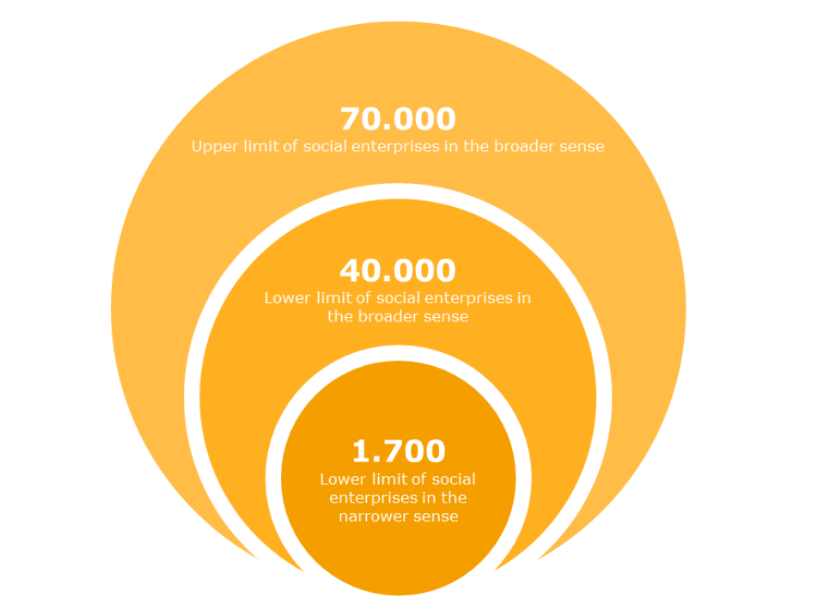 70.000
Upper limit of social enterprises in the broader sense
40.000
Lower limit of social enterprises in
the broader sense
1.700
Lower limit of social
enterprises in the
narrower sense